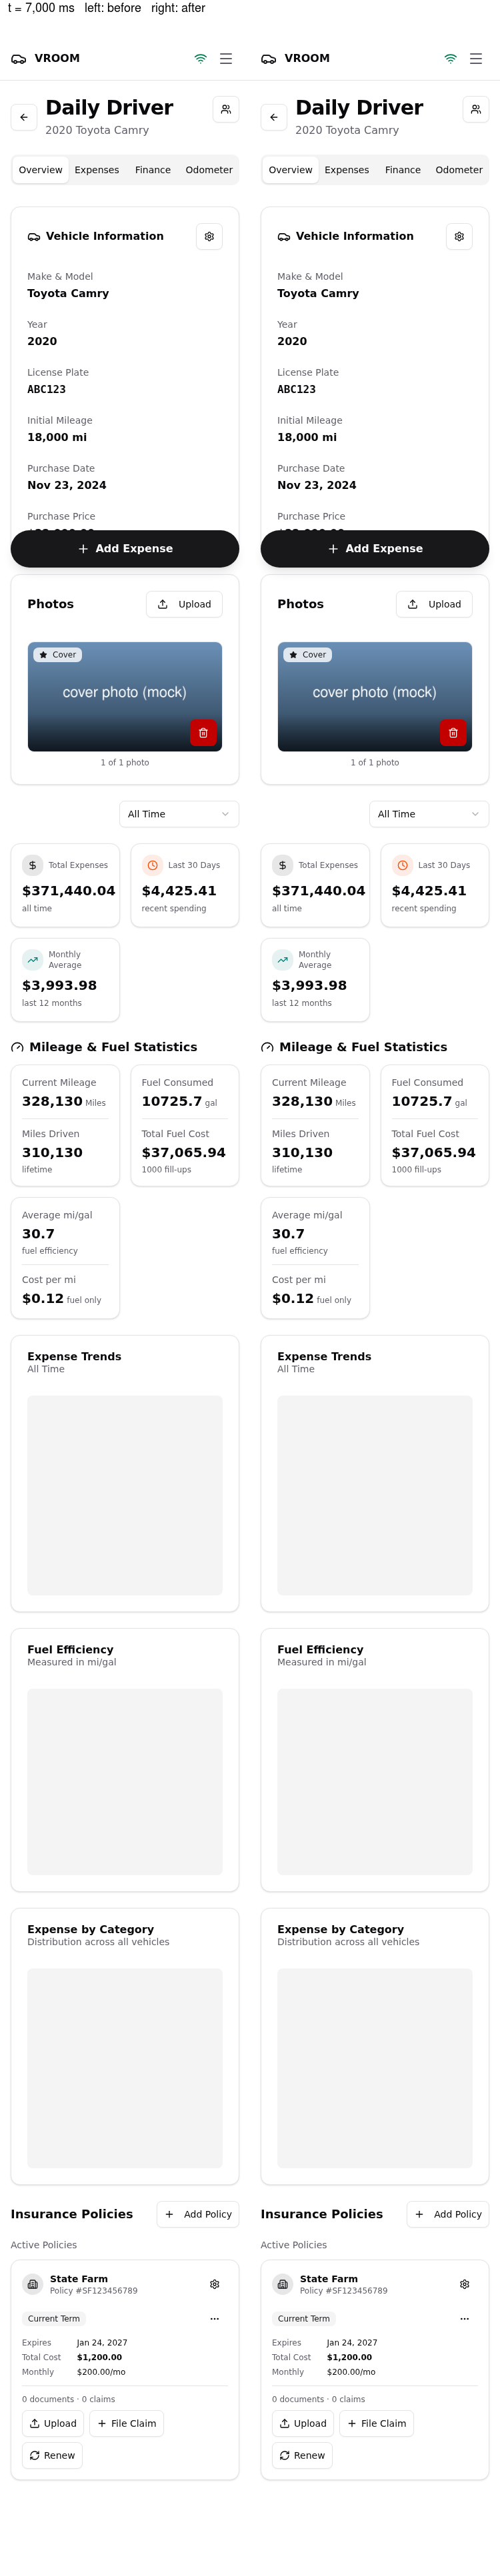 t = 7,000 ms   left: before   right: after
VROOM
Daily Driver
2020 Toyota Camry
Overview Expenses Finance Odometer
Vehicle Information
Make & Model
Toyota Camry
Year
2020
License Plate
ABC123
Initial Mileage
18,000 mi
Purchase Date
Nov 23, 2024
Purchase Price
+ Add Expense
Photos
Upload
Cover
cover photo (mock)
1 of 1 photo
All Time
Total Expenses
$371,440.04
all time
Last 30 Days
$4,425.41
recent spending
Monthly
Average
$3,993.98
last 12 months
Mileage & Fuel Statistics
Current Mileage
328,130 Miles
Miles Driven
310,130
lifetime
Fuel Consumed
10725.7 gal
Total Fuel Cost
$37,065.94
1000 fill-ups
Average mi/gal
30.7
fuel efficiency
Cost per mi
$0.12 fuel only
Expense Trends
All Time
Fuel Efficiency
Measured in mi/gal
Expense by Category
Distribution across all vehicles
Insurance Policies
+ Add Policy
Active Policies
State Farm
Policy #SF123456789
Current Term
Expires Jan 24, 2027
Total Cost $1,200.00
Monthly $200.00/mo
0 documents · 0 claims
Upload
+ File Claim
Renew
VROOM
Daily Driver
2020 Toyota Camry
Overview Expenses Finance Odometer
Vehicle Information
Make & Model
Toyota Camry
Year
2020
License Plate
ABC123
Initial Mileage
18,000 mi
Purchase Date
Nov 23, 2024
Purchase Price
+ Add Expense
Photos
Upload
Cover
cover photo (mock)
1 of 1 photo
All Time
Total Expenses
$371,440.04
all time
Last 30 Days
$4,425.41
recent spending
Monthly
Average
$3,993.98
last 12 months
Mileage & Fuel Statistics
Current Mileage
328,130 Miles
Miles Driven
310,130
lifetime
Fuel Consumed
10725.7 gal
Total Fuel Cost
$37,065.94
1000 fill-ups
Average mi/gal
30.7
fuel efficiency
Cost per mi
$0.12 fuel only
Expense Trends
All Time
Fuel Efficiency
Measured in mi/gal
Expense by Category
Distribution across all vehicles
Insurance Policies
+ Add Policy
Active Policies
State Farm
Policy #SF123456789
Current Term
Expires Jan 24, 2027
Total Cost $1,200.00
Monthly $200.00/mo
0 documents · 0 claims
Upload
+ File Claim
Renew